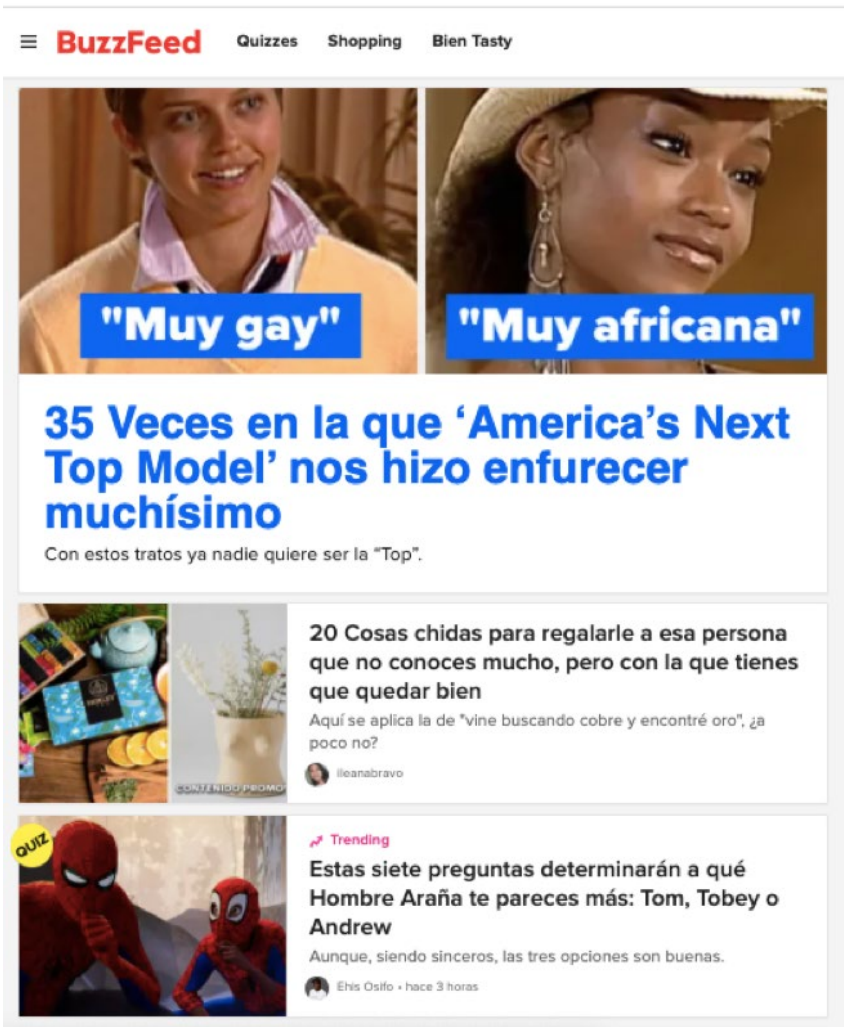 BuzzFeed Quizzes Shopping Bien Tasty
"Muy gay"
"Muy africana"
35 Veces en la que ‘America’s Next
Top Model’ nos hizo enfurecer
muchísimo
Con estos tratos ya nadie quiere ser la “Top”.
CONTENIDO PROMO
20 Cosas chidas para regalarle a esa persona
que no conoces mucho, pero con la que tienes
que quedar bien
Aquí se aplica la de "vine buscando cobre y encontré oro", ¿a
poco no?
ileanabravo
QUIZ
Trending
Estas siete preguntas determinarán a qué
Hombre Araña te pareces más: Tom, Tobey o
Andrew
Aunque, siendo sinceros, las tres opciones son buenas.
Ehis Osifo • hace 3 horas